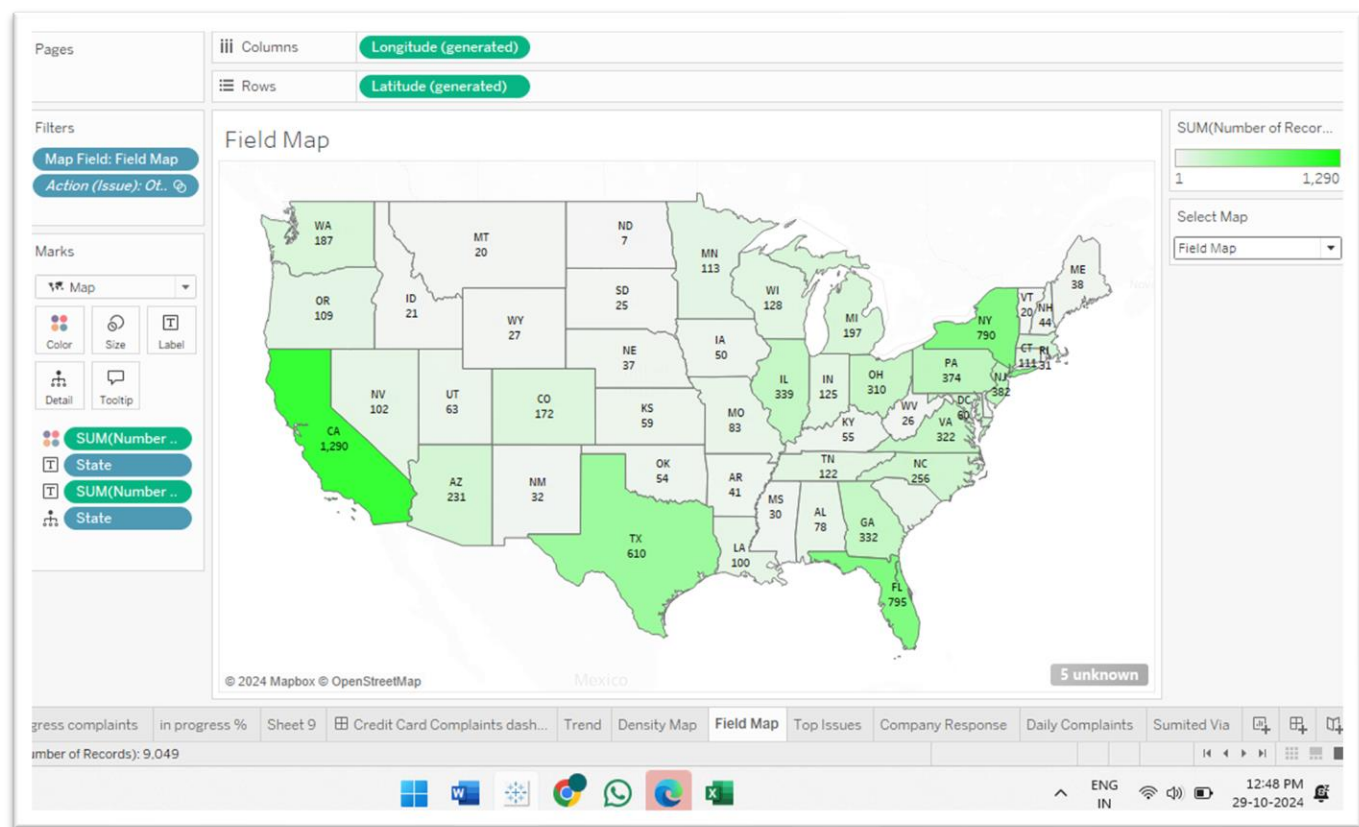 Pages
Columns
Longitude (generated)
Rows
Latitude (generated)
Filters
Map Field: Field Map
Action (Issue): Ot..
Marks
Map
Color
Size
Label
Detail
Tooltip
SUM(Number ..
State
SUM(Number ..
State
Field Map
WA
187
MT
20
ND
7
MN
113
OR
109
ID
21
WY
27
SD
25
WI
128
MI
197
ME
38
VT
20
NH
44
NY
790
NV
102
UT
63
CO
172
NE
37
IA
50
IL
339
IN
125
OH
310
PA
374
CT
111
RI
31
NJ
382
CA
1,290
KS
59
MO
83
KY
55
WV
26
DC
60
VA
322
AZ
231
NM
32
OK
54
AR
41
TN
122
NC
256
MS
30
AL
78
GA
332
TX
610
LA
100
FL
795
Mexico
© 2024 Mapbox © OpenStreetMap
5 unknown
SUM(Number of Recor...
1 1,290
Select Map
Field Map
gress complaints in progress % Sheet 9 Credit Card Complaints dash... Trend Density Map Field Map Top Issues Company Response Daily Complaints Sumited Via
umber of Records): 9,049
ENG
IN
12:48 PM
29-10-2024